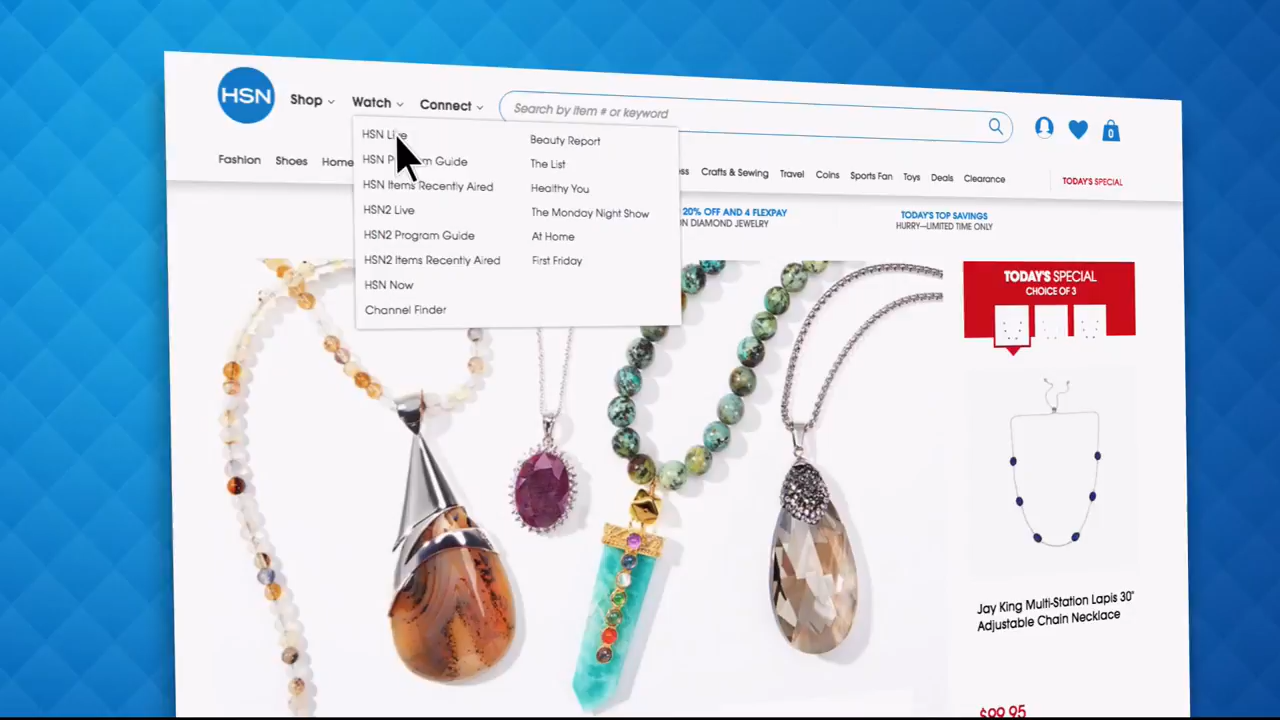 HSN
Shop
Watch
Connect
Search by item # or keyword
0
Fashion
Shoes
Home
Crafts & Sewing
Travel
Coins
Sports Fan
Toys
Deals
Clearance
TODAY'S SPECIAL
HSN Live
HSN Program Guide
HSN Items Recently Aired
HSN2 Live
HSN2 Program Guide
HSN2 Items Recently Aired
HSN Now
Channel Finder
Beauty Report
The List
Healthy You
The Monday Night Show
At Home
First Friday
20% OFF AND 4 FLEXPAY
ON DIAMOND JEWELRY
TODAY'S TOP SAVINGS
HURRY—LIMITED TIME ONLY
TODAY'S SPECIAL
CHOICE OF 3
Jay King Multi-Station Lapis 30"
Adjustable Chain Necklace
$99.95